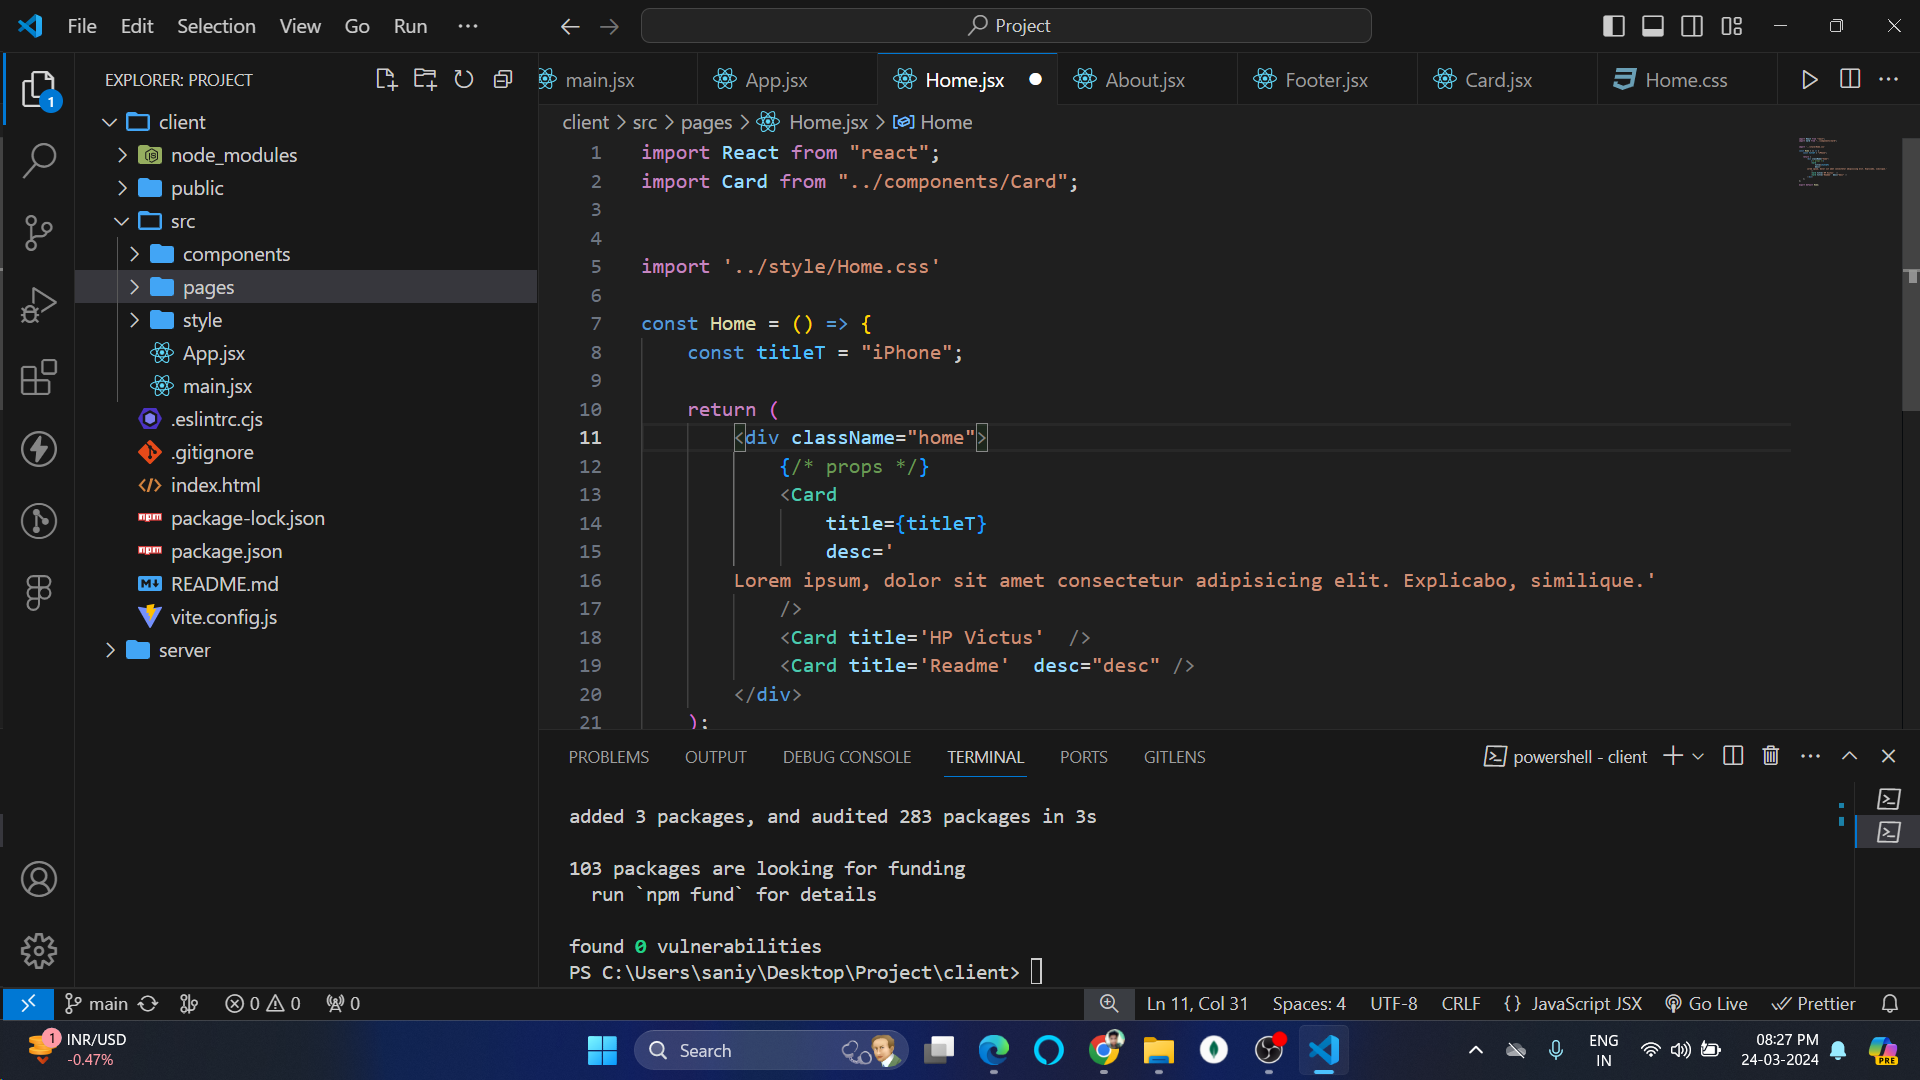 File Edit Selection View Go Run ···
Project
EXPLORER: PROJECT
main.jsx App.jsx Home.jsx About.jsx Footer.jsx Card.jsx Home.css
1
client
node_modules
public
src
components
pages
style
App.jsx
main.jsx
.eslintrc.cjs
.gitignore
index.html
package-lock.json
package.json
README.md
vite.config.js
server
client > src > pages > Home.jsx > Home
1 import React from "react";
2 import Card from "../components/Card";
3
4
5 import '../style/Home.css'
6
7 const Home = () => {
8 const titleT = "iPhone";
9
10 return (
11 <div className="home">
12 {/* props */}
13 <Card
14 title={titleT}
15 desc='
16 Lorem ipsum, dolor sit amet consectetur adipisicing elit. Explicabo, similique.'
17 />
18 <Card title='HP Victus' />
19 <Card title='Readme' desc="desc" />
20 </div>
21 );
PROBLEMS OUTPUT DEBUG CONSOLE TERMINAL PORTS GITLENS
powershell - client
added 3 packages, and audited 283 packages in 3s
103 packages are looking for funding
run `npm fund` for details
found 0 vulnerabilities
PS C:\Users\saniy\Desktop\Project\client>
main 0 0 0 Ln 11, Col 31 Spaces: 4 UTF-8 CRLF {} JavaScript JSX Go Live Prettier
1 INR/USD
-0.47%
Search
ENG
IN
08:27 PM
24-03-2024
PRE